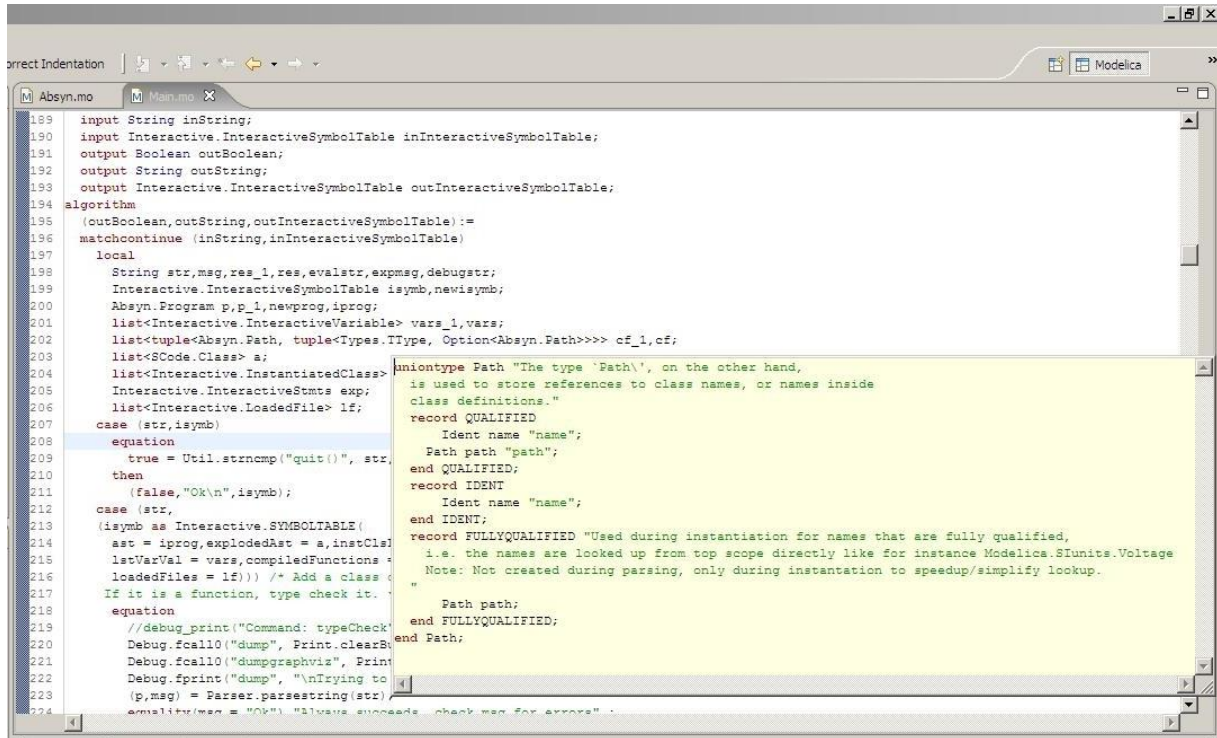 orrect Indentation
Modelica
Absyn.mo Main.mo
189 input String inString;
190 input Interactive.InteractiveSymbolTable inInteractiveSymbolTable;
191 output Boolean outBoolean;
192 output String outString;
193 output Interactive.InteractiveSymbolTable outInteractiveSymbolTable;
194 algorithm
195 (outBoolean,outString,outInteractiveSymbolTable):=
196 matchcontinue (inString,inInteractiveSymbolTable)
197 local
198 String str,msg,res_1,res,evalstr,expmsg,debugstr;
199 Interactive.InteractiveSymbolTable isymb,newisymb;
200 Absyn.Program p,p_1,newprog,iprog;
201 list<Interactive.InteractiveVariable> vars_1,vars;
202 list<tuple<Absyn.Path, tuple<Types.TType, Option<Absyn.Path>>>> cf_1,cf;
203 list<SCode.Class> a;
204 list<Interactive.InstantiatedClass>
205 Interactive.InteractiveStmts exp;
206 list<Interactive.LoadedFile> lf;
207 case (str,isymb)
208 equation
209 true = Util.strncmp("quit()", str,
210 then
211 (false,"Ok\n",isymb);
212 case (str,
213 (isymb as Interactive.SYMBOLTABLE(
214 ast = iprog,explodedAst = a,instClsI
215 lstVarVal = vars,compiledFunctions =
216 loadedFiles = lf))) /* Add a class
217 If it is a function, type check it.
218 equation
219 //debug_print("Command: typeCheck"
220 Debug.fcall0("dump", Print.clearBu
221 Debug.fcall0("dumpgraphviz", Print
222 Debug.fprint("dump", "\nTrying to
223 (p,msg) = Parser.parsestring(str)
224 equality(msg = "Ok") "Always succeeds, check msg for errors" ;
uniontype Path "The type `Path\', on the other hand,
is used to store references to class names, or names inside
class definitions."
record QUALIFIED
Ident name "name";
Path path "path";
end QUALIFIED;
record IDENT
Ident name "name";
end IDENT;
record FULLYQUALIFIED "Used during instantiation for names that are fully qualified,
i.e. the names are looked up from top scope directly like for instance Modelica.SIunits.Voltage
Note: Not created during parsing, only during instantation to speedup/simplify lookup.
"
Path path;
end FULLYQUALIFIED;
end Path;